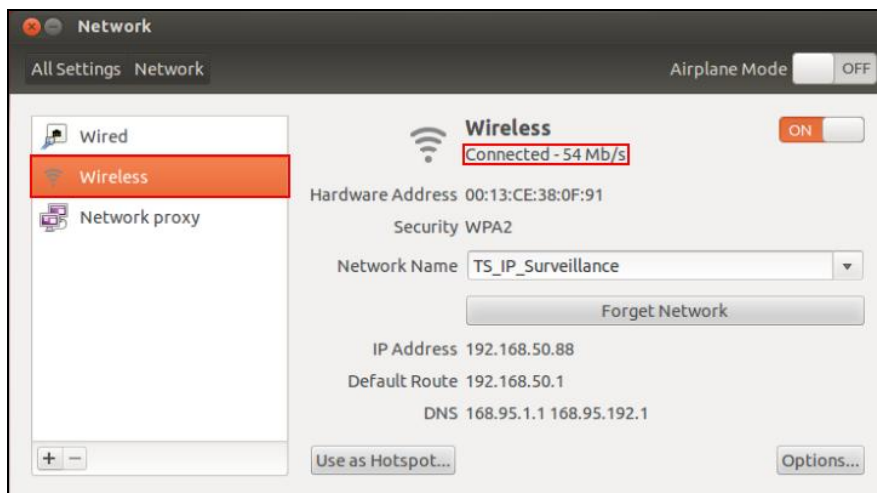 Network
All Settings Network
Airplane Mode OFF
Wired
Wireless
Network proxy
Wireless
Connected - 54 Mb/s
ON
Hardware Address 00:13:CE:38:0F:91
Security WPA2
Network Name TS_IP_Surveillance
Forget Network
IP Address 192.168.50.88
Default Route 192.168.50.1
DNS 168.95.1.1 168.95.192.1
+ −
Use as Hotspot...
Options...